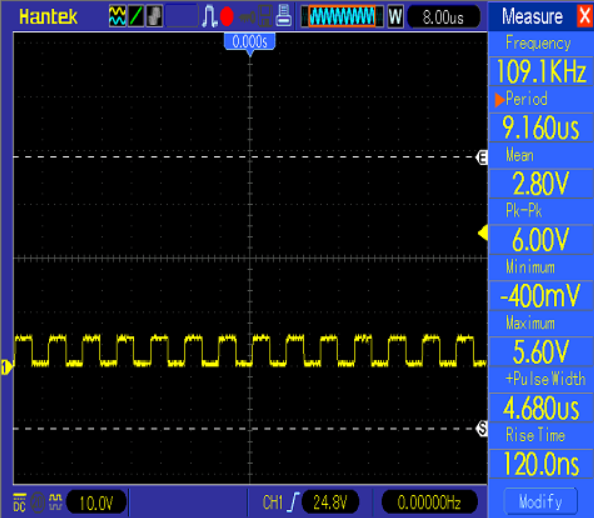 Hantek W 8.00us Measure X
0.000s
Frequency
109.1KHz
Period
9.160us
Mean
2.80V
Pk-Pk
6.00V
Minimum
-400mV
Maximum
5.60V
+Pulse Width
4.680us
Rise Time
120.0ns
E
1
S
DC 10.0V CH1 24.8V 0.00000Hz Modify